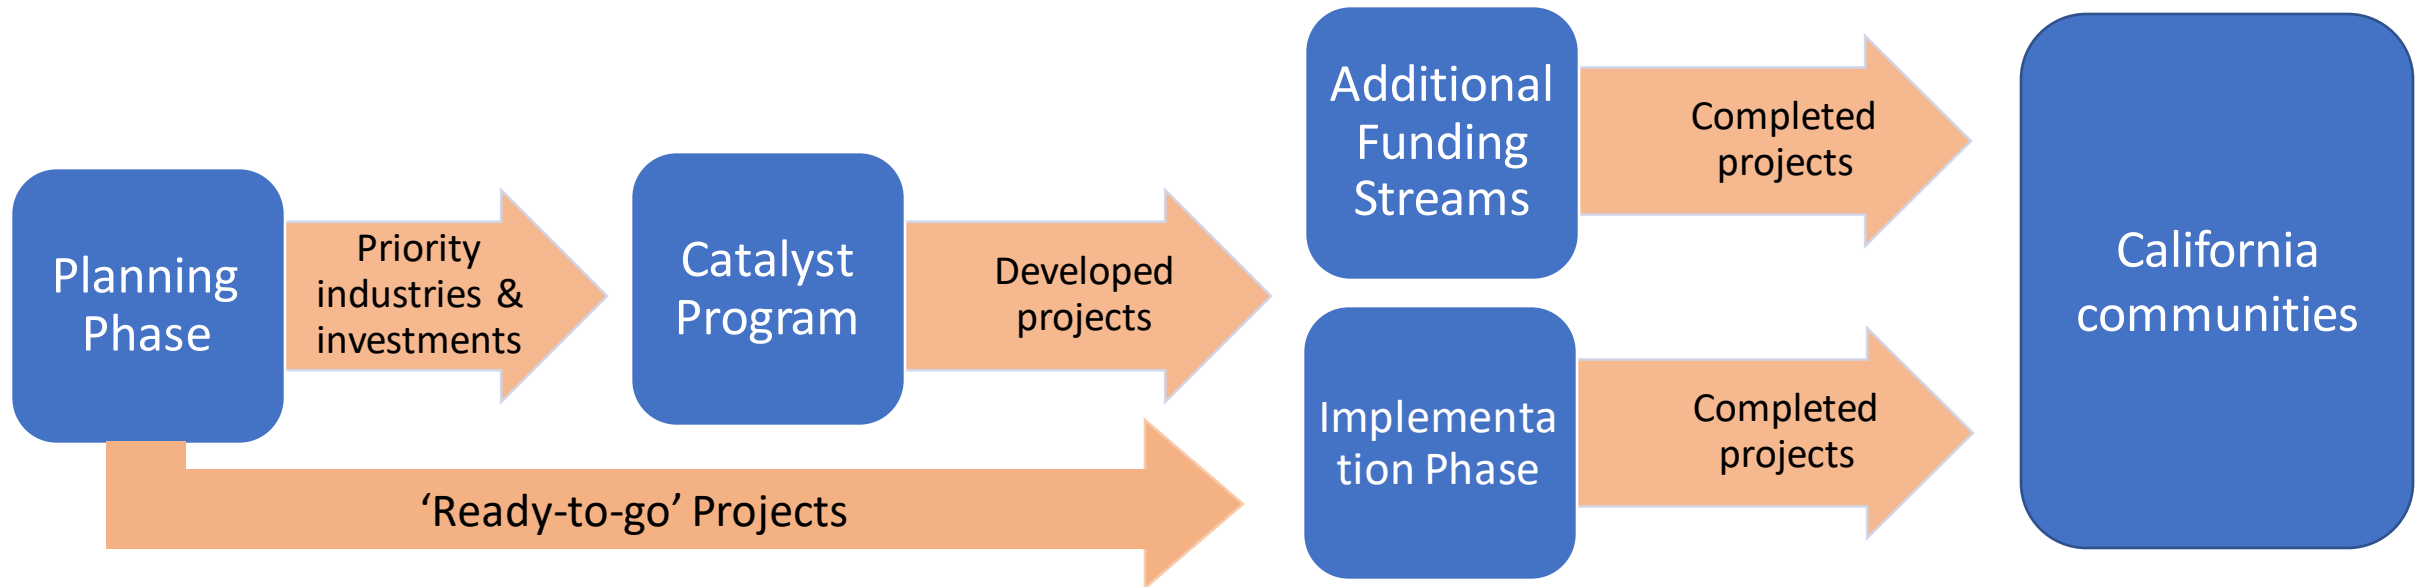 Planning
Phase
Priority
industries &
investments
Catalyst
Program
Developed
projects
‘Ready-to-go’ Projects
Additional
Funding
Streams
Completed
projects
Implementa
tion Phase
Completed
projects
California
communities